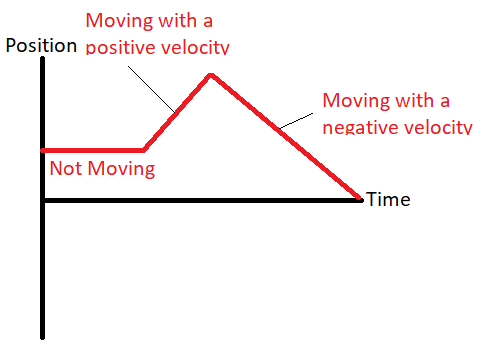 Moving with a
positive velocity
Position
Moving with a
negative velocity
Not Moving
Time